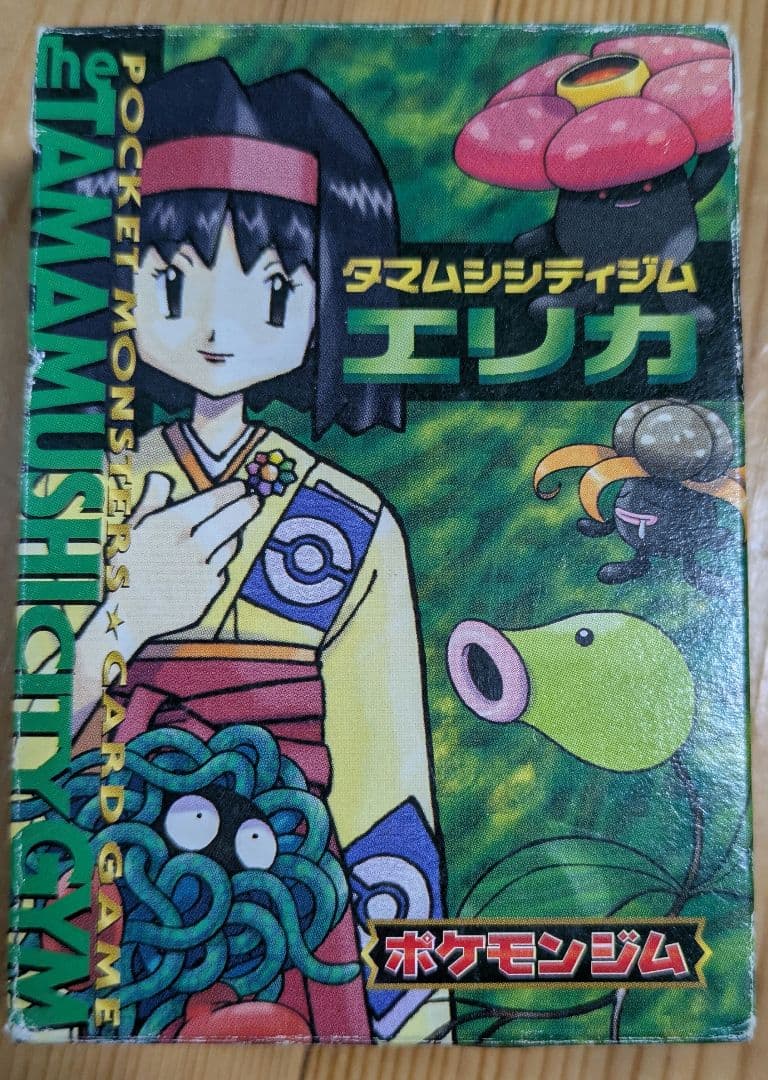 The TAMAMUSHI CITY GYM
POCKET MONSTERS★CARD GAME
タマムシシティジム
エリカ
ポケモンジム